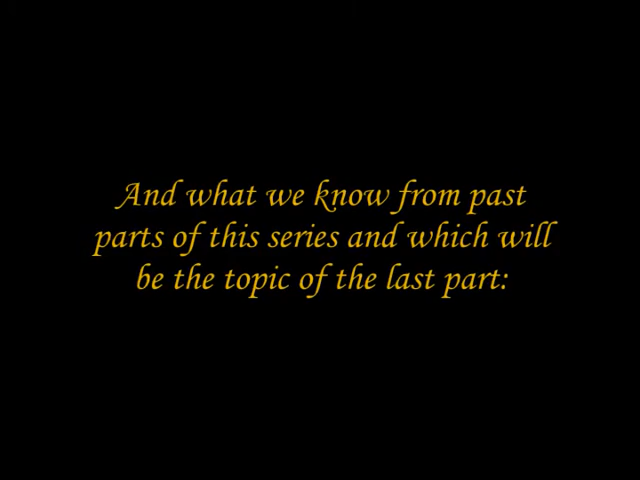 And what we know from past
parts of this series and which will
be the topic of the last part: